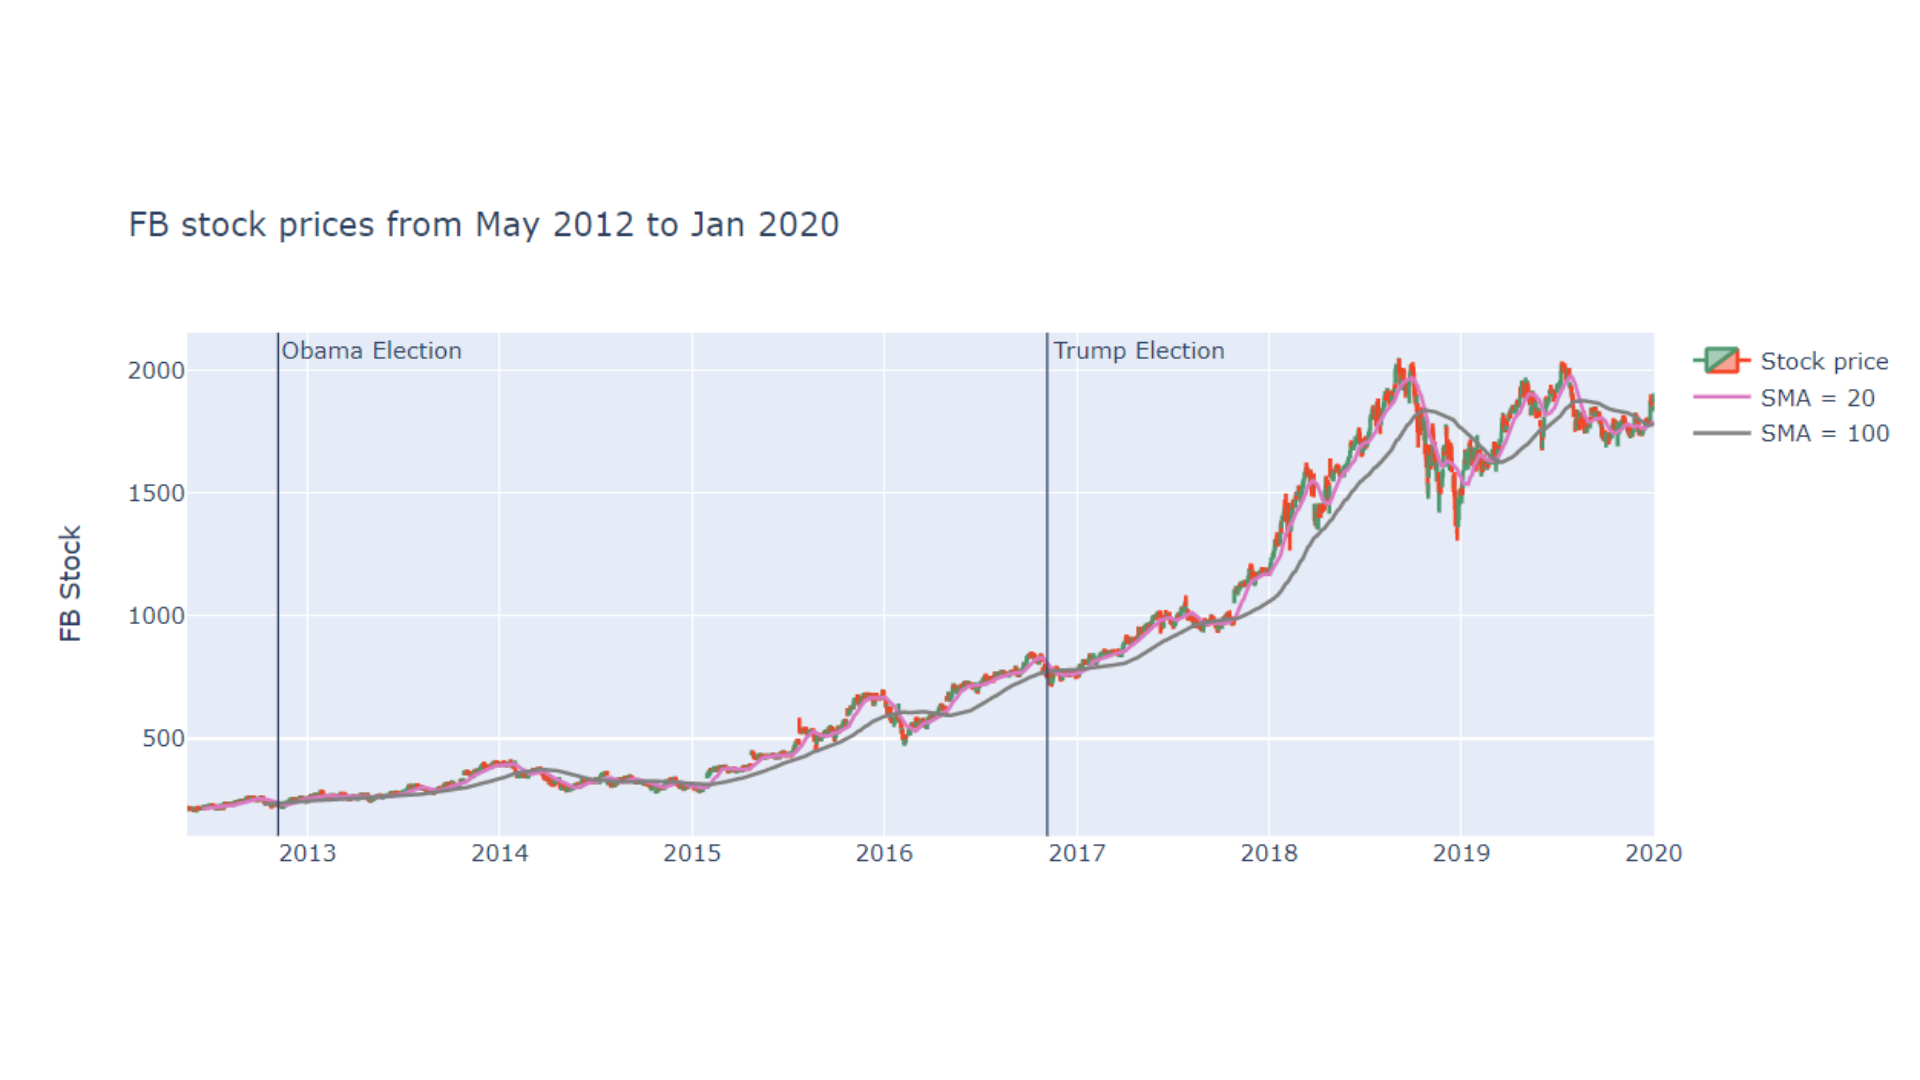 FB stock prices from May 2012 to Jan 2020
Obama Election
Trump Election
Stock price
SMA = 20
SMA = 100
FB Stock
2000
1500
1000
500
2013 2014 2015 2016 2017 2018 2019 2020